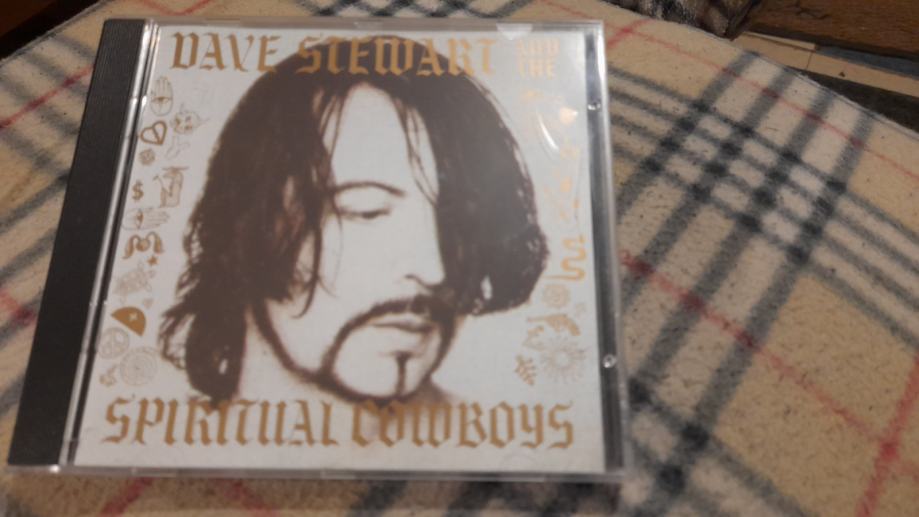 DAVE STEWART AND THE
SPIRITUAL COWBOYS